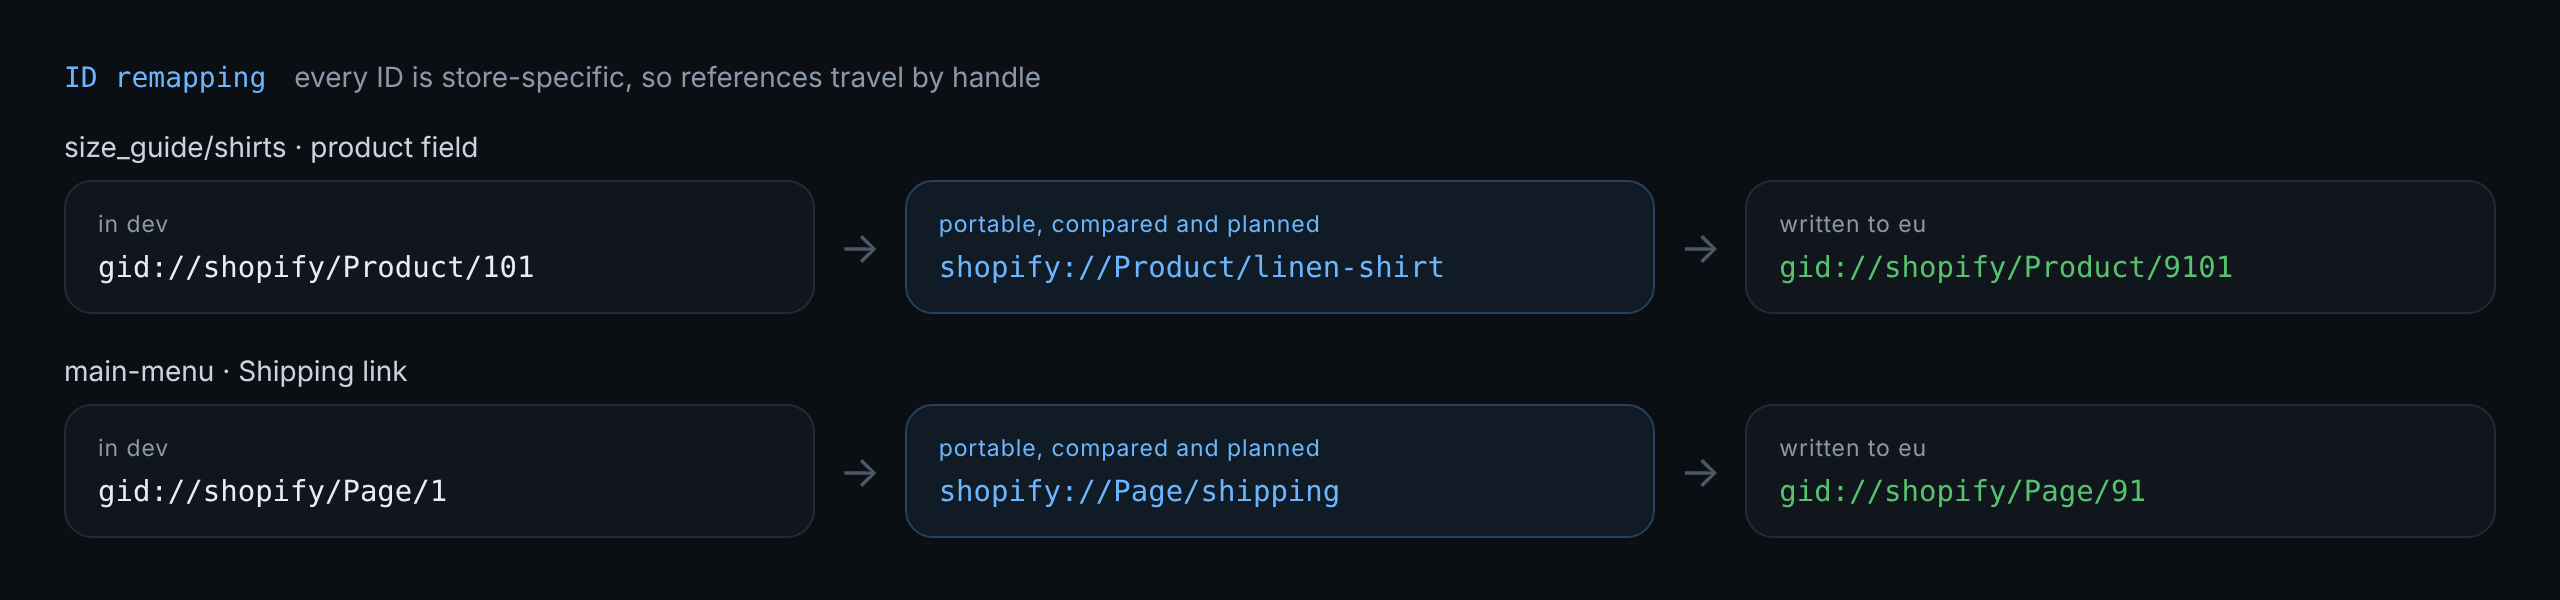 ID remapping every ID is store-specific, so references travel by handle
size_guide/shirts · product field
in dev
gid://shopify/Product/101
→
portable, compared and planned
shopify://Product/linen-shirt
→
written to eu
gid://shopify/Product/9101
main-menu · Shipping link
in dev
gid://shopify/Page/1
→
portable, compared and planned
shopify://Page/shipping
→
written to eu
gid://shopify/Page/91